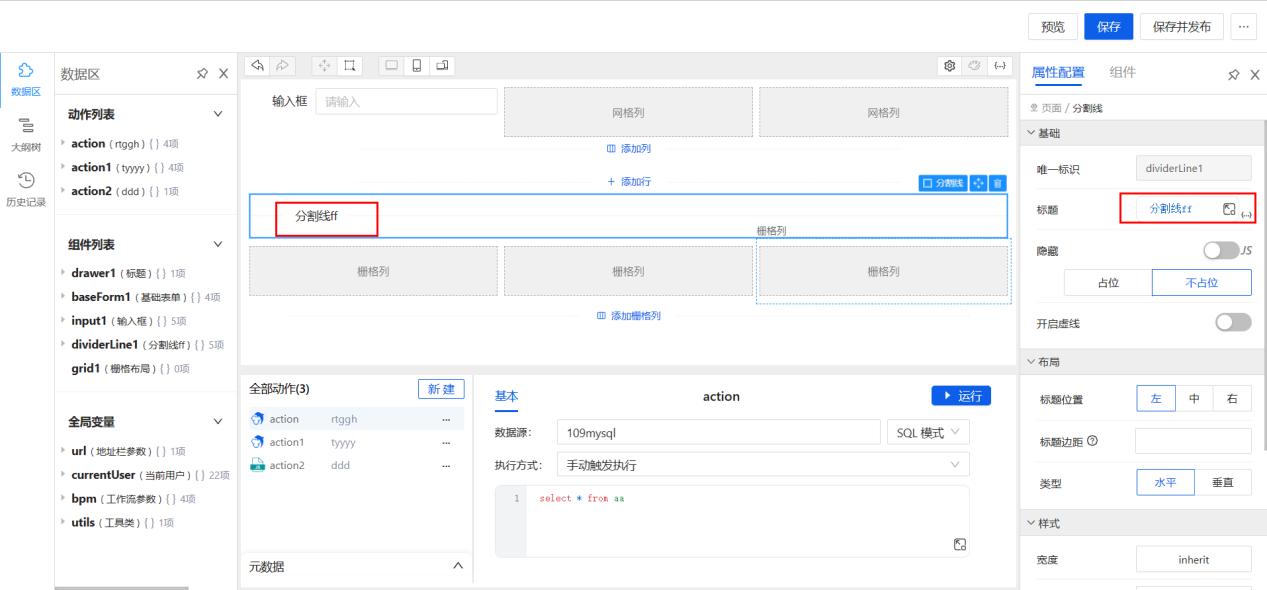 预览
保存
保存并发布
...
数据区
大纲树
历史记录
数据区
动作列表
action（rtggh）{ } 4项
action1（tyyyy）{ } 4项
action2（ddd）{ } 1项
组件列表
drawer1（标题）{ } 1项
baseForm1（基础表单）{ } 4项
input1（输入框）{ } 5项
dividerLine1（分割线ff）{ } 5项
grid1（栅格布局）{ } 0项
全局变量
url（地址栏参数）{ } 1项
currentUser（当前用户）{ } 22项
bpm（工作流参数）{ } 4项
utils（工具类）{ } 1项
输入框
请输入
网格列
网格列
添加列
添加行
分割线
分割线ff
栅格列
栅格列
栅格列
栅格列
添加栅格列
全部动作(3)
新 建
action rtggh ...
action1 tyyyy ...
action2 ddd ...
元数据
基本
action
运行
数据源:
109mysql
SQL 模式
执行方式:
手动触发执行
1 select * from aa
属性配置
组件
页面 / 分割线
基础
唯一标识
dividerLine1
标题
分割线ff
隐藏
JS
占位
不占位
开启虚线
布局
标题位置
左
中
右
标题边距
类型
水平
垂直
样式
宽度
inherit